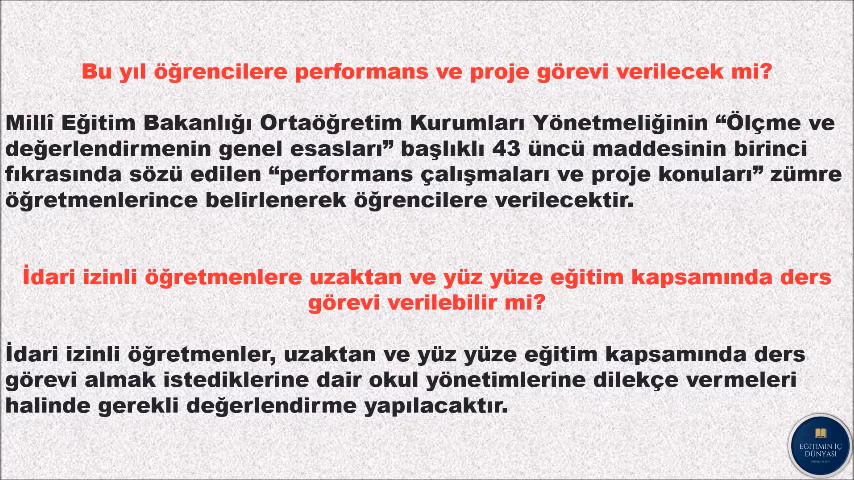 Bu yıl öğrencilere performans ve proje görevi verilecek mi?
Millî Eğitim Bakanlığı Ortaöğretim Kurumları Yönetmeliğinin “Ölçme ve
değerlendirmenin genel esasları” başlıklı 43 üncü maddesinin birinci
fıkrasında sözü edilen “performans çalışmaları ve proje konuları” zümre
öğretmenlerince belirlenerek öğrencilere verilecektir.
İdari izinli öğretmenlere uzaktan ve yüz yüze eğitim kapsamında ders
görevi verilebilir mi?
İdari izinli öğretmenler, uzaktan ve yüz yüze eğitim kapsamında ders
görevi almak istediklerine dair okul yönetimlerine dilekçe vermeleri
halinde gerekli değerlendirme yapılacaktır.
EĞİTİMİN İÇ
DÜNYASI